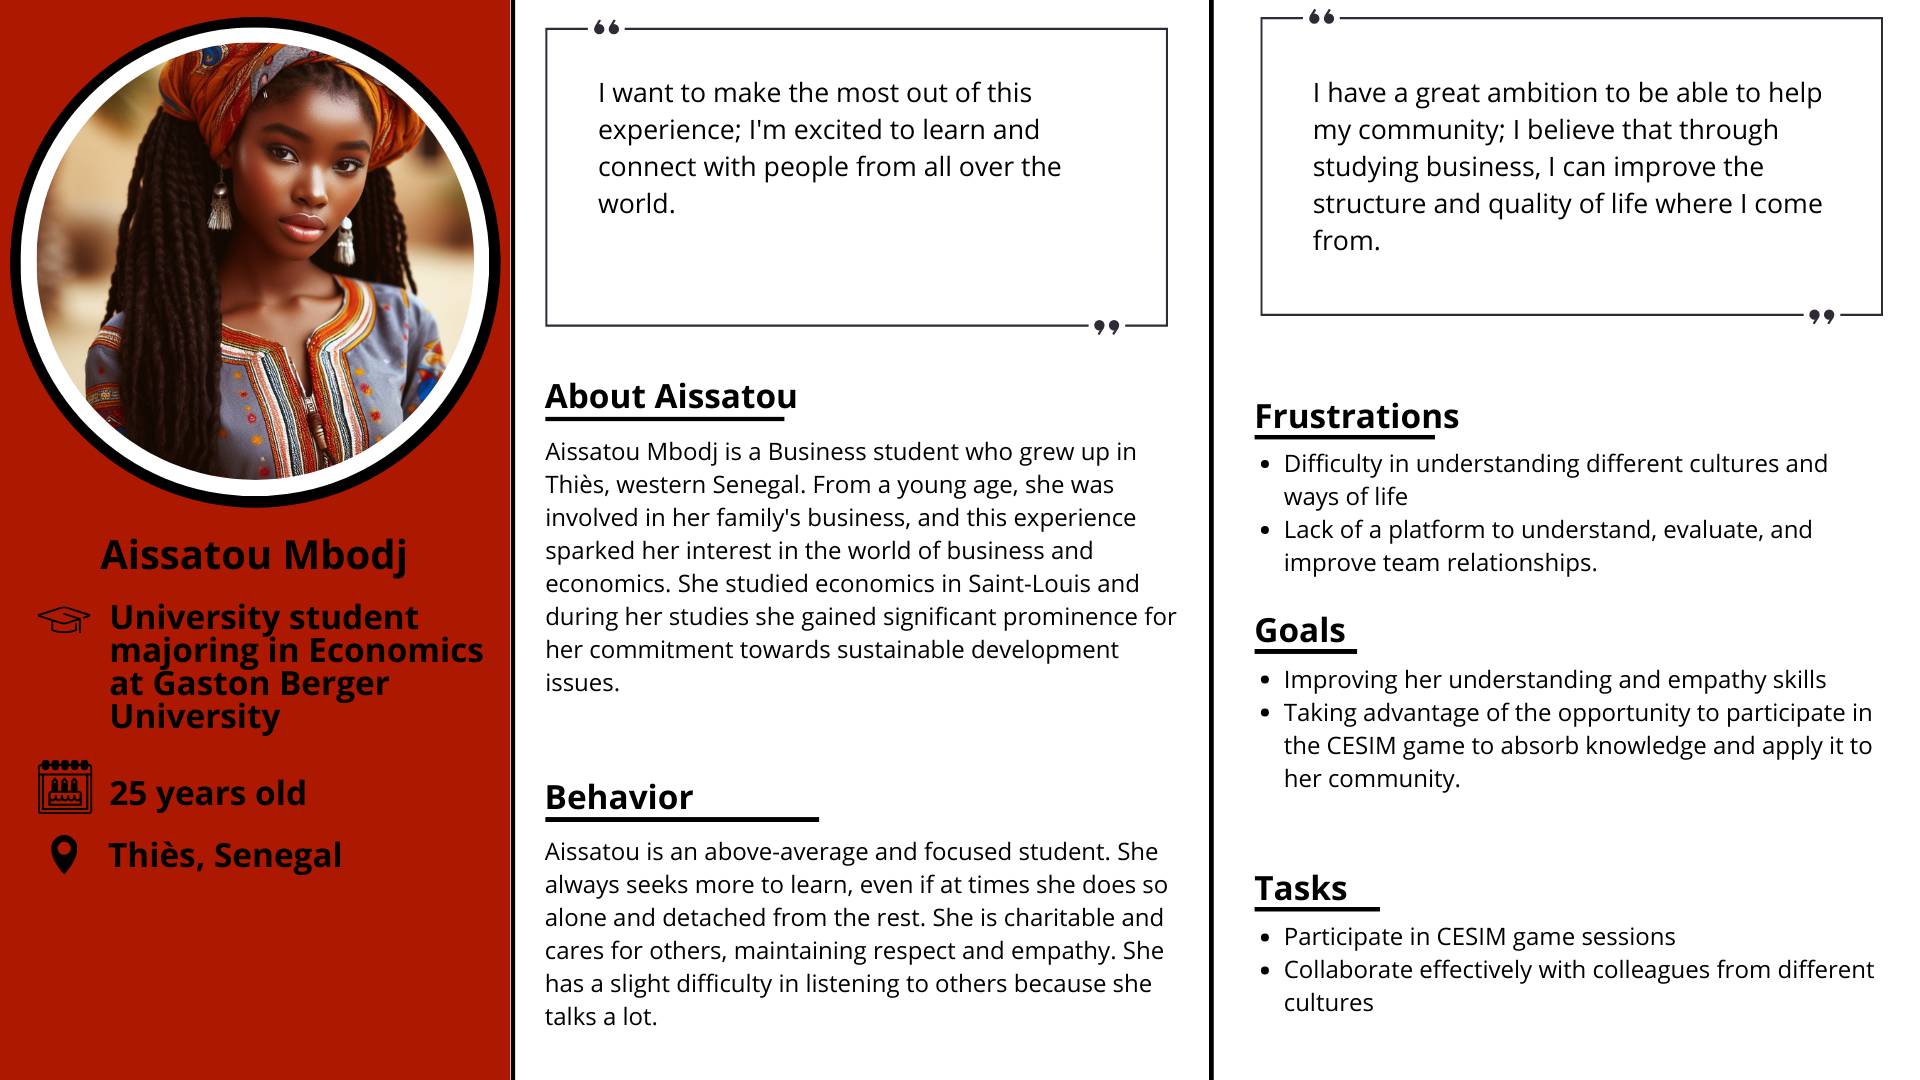 Aissatou Mbodj
University student
majoring in Economics
at Gaston Berger
University
25 years old
Thiès, Senegal
“
I want to make the most out of this
experience; I'm excited to learn and
connect with people from all over the
world.
”
About Aissatou
Aissatou Mbodj is a Business student who grew up in
Thiès, western Senegal. From a young age, she was
involved in her family's business, and this experience
sparked her interest in the world of business and
economics. She studied economics in Saint-Louis and
during her studies she gained significant prominence for
her commitment towards sustainable development
issues.
Behavior
Aissatou is an above-average and focused student. She
always seeks more to learn, even if at times she does so
alone and detached from the rest. She is charitable and
cares for others, maintaining respect and empathy. She
has a slight difficulty in listening to others because she
talks a lot.
“
I have a great ambition to be able to help
my community; I believe that through
studying business, I can improve the
structure and quality of life where I come
from.
”
Frustrations
• Difficulty in understanding different cultures and
ways of life
• Lack of a platform to understand, evaluate, and
improve team relationships.
Goals
• Improving her understanding and empathy skills
• Taking advantage of the opportunity to participate in
the CESIM game to absorb knowledge and apply it to
her community.
Tasks
• Participate in CESIM game sessions
• Collaborate effectively with colleagues from different
cultures